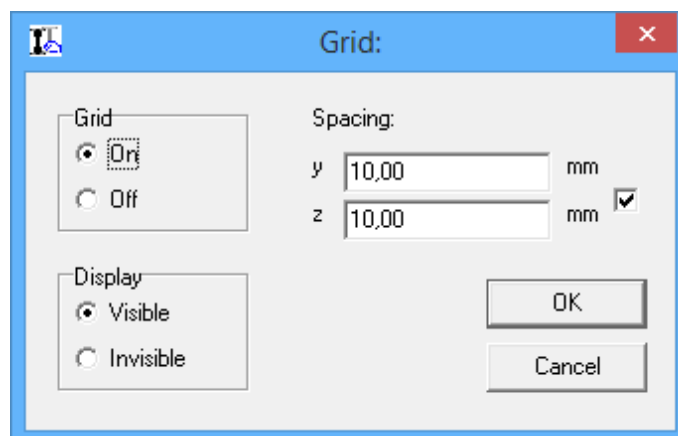 Grid:
Grid
On
Off
Spacing:
y 10,00 mm
z 10,00 mm
Display
Visible
Invisible
OK
Cancel